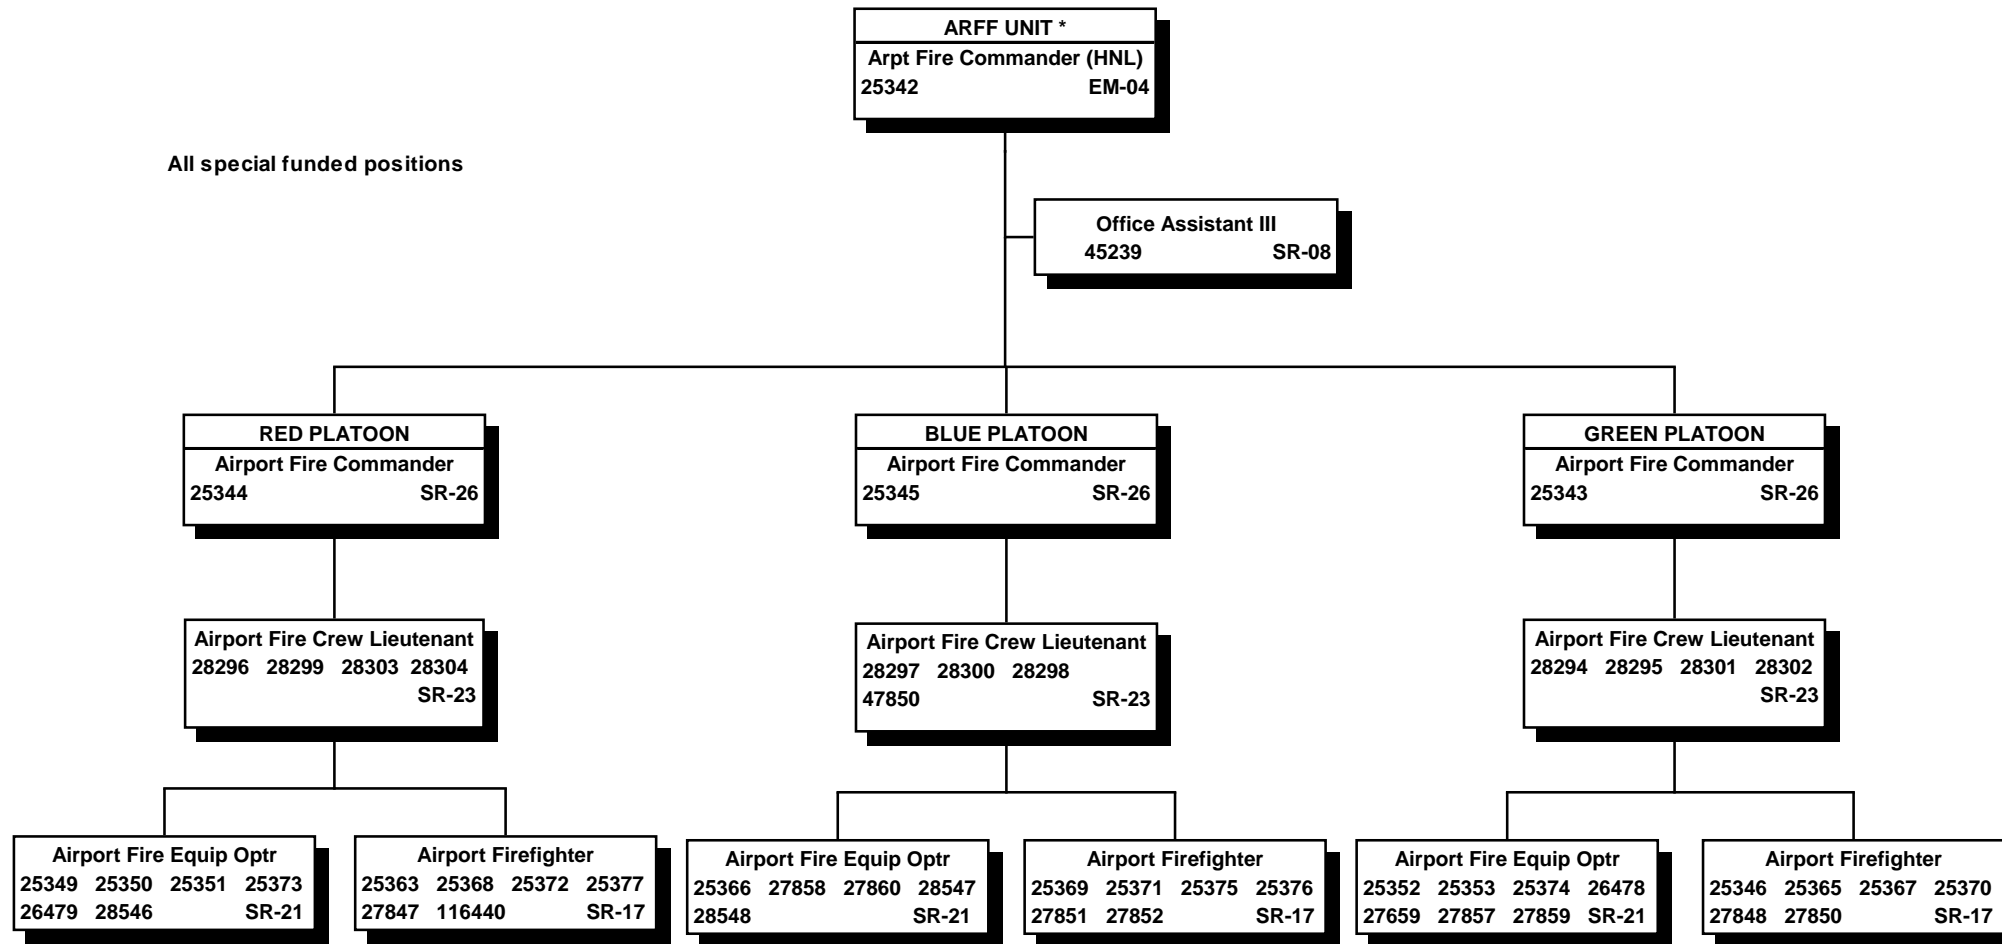 ARFF UNIT *
Arpt Fire Commander (HNL)
25342 EM-04
All special funded positions
Office Assistant III
45239 SR-08
RED PLATOON
Airport Fire Commander
25344 SR-26
BLUE PLATOON
Airport Fire Commander
25345 SR-26
GREEN PLATOON
Airport Fire Commander
25343 SR-26
Airport Fire Crew Lieutenant
28296 28299 28303 28304
SR-23
Airport Fire Crew Lieutenant
28297 28300 28298
47850 SR-23
Airport Fire Crew Lieutenant
28294 28295 28301 28302
SR-23
Airport Fire Equip Optr
25349 25350 25351 25373
26479 28546 SR-21
Airport Firefighter
25363 25368 25372 25377
27847 116440 SR-17
Airport Fire Equip Optr
25366 27858 27860 28547
28548 SR-21
Airport Firefighter
25369 25371 25375 25376
27851 27852 SR-17
Airport Fire Equip Optr
25352 25353 25374 26478
27659 27857 27859 SR-21
Airport Firefighter
25346 25365 25367 25370
27848 27850 SR-17